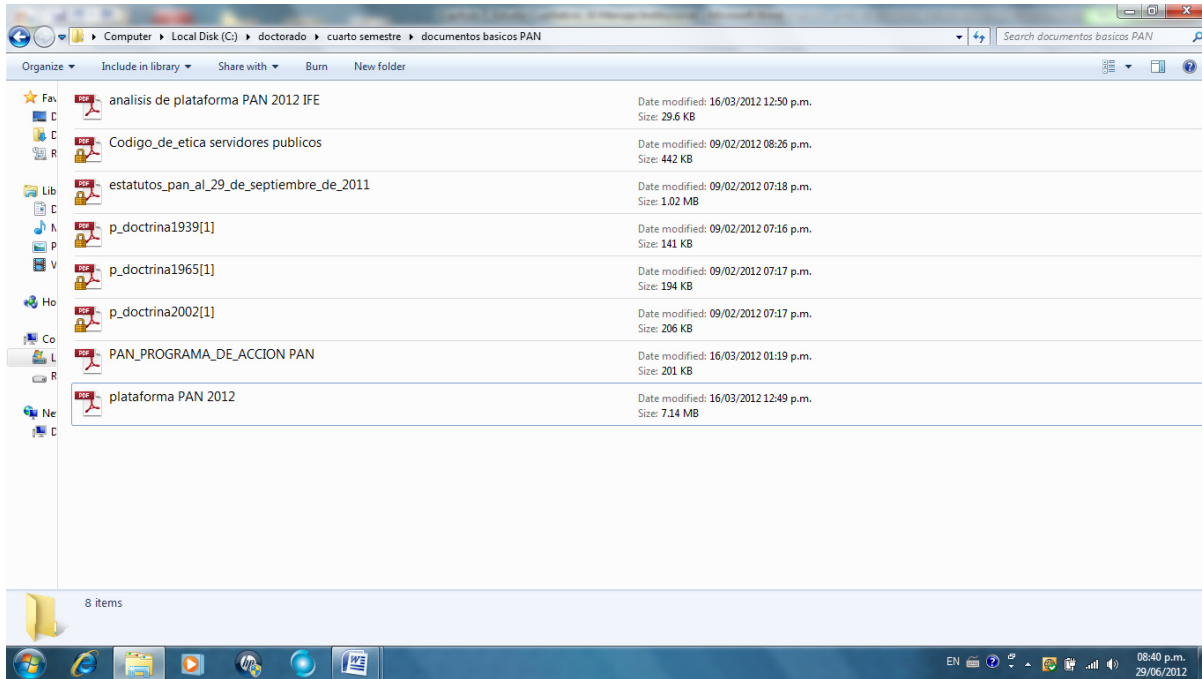 Computer ▸ Local Disk (C:) ▸ doctorado ▸ cuarto semestre ▸ documentos basicos PAN
Search documentos basicos PAN
Organize Include in library Share with Burn New folder
analisis de plataforma PAN 2012 IFE
Date modified: 16/03/2012 12:50 p.m.
Size: 29.6 KB
Codigo_de_etica servidores publicos
Date modified: 09/02/2012 08:26 p.m.
Size: 442 KB
estatutos_pan_al_29_de_septiembre_de_2011
Date modified: 09/02/2012 07:18 p.m.
Size: 1.02 MB
p_doctrina1939[1]
Date modified: 09/02/2012 07:16 p.m.
Size: 141 KB
p_doctrina1965[1]
Date modified: 09/02/2012 07:17 p.m.
Size: 194 KB
p_doctrina2002[1]
Date modified: 09/02/2012 07:17 p.m.
Size: 206 KB
PAN_PROGRAMA_DE_ACCION PAN
Date modified: 16/03/2012 01:19 p.m.
Size: 201 KB
plataforma PAN 2012
Date modified: 16/03/2012 12:49 p.m.
Size: 7.14 MB
Fav
D
D
R
Lib
D
P
V
Ho
Co
L
R
Ne
D
8 items
EN
08:40 p.m.
29/06/2012